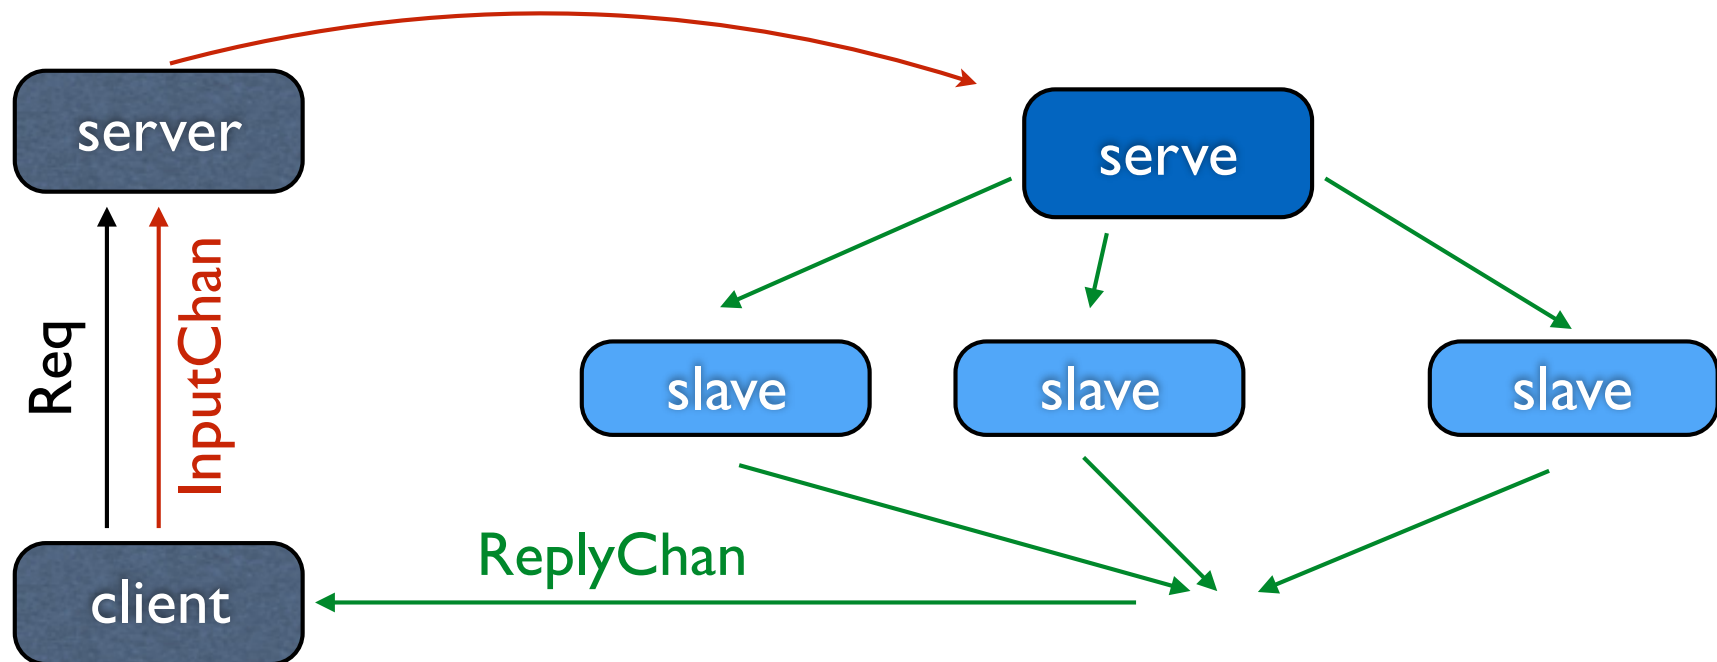 server
serve
Req
InputChan
slave
slave
slave
ReplyChan
client